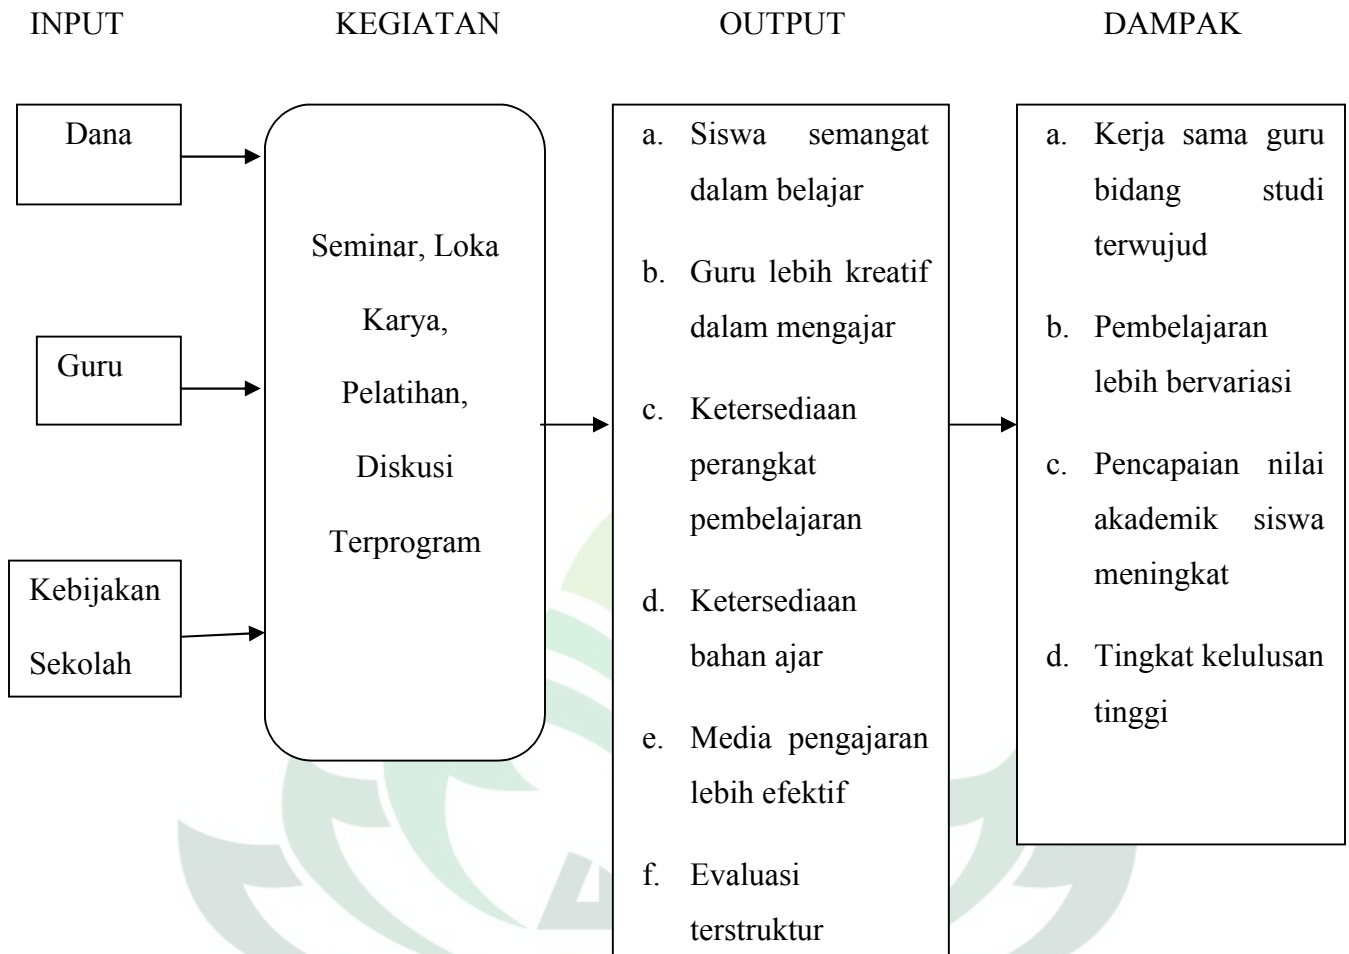 INPUT KEGIATAN OUTPUT DAMPAK
Dana
Guru
Kebijakan
Sekolah
Seminar, Loka
Karya,
Pelatihan,
Diskusi
Terprogram
a. Siswa semangat
dalam belajar
b. Guru lebih kreatif
dalam mengajar
c. Ketersediaan
perangkat
pembelajaran
d. Ketersediaan
bahan ajar
e. Media pengajaran
lebih efektif
f. Evaluasi
terstruktur
a. Kerja sama guru
bidang studi
terwujud
b. Pembelajaran
lebih bervariasi
c. Pencapaian nilai
akademik siswa
meningkat
d. Tingkat kelulusan
tinggi